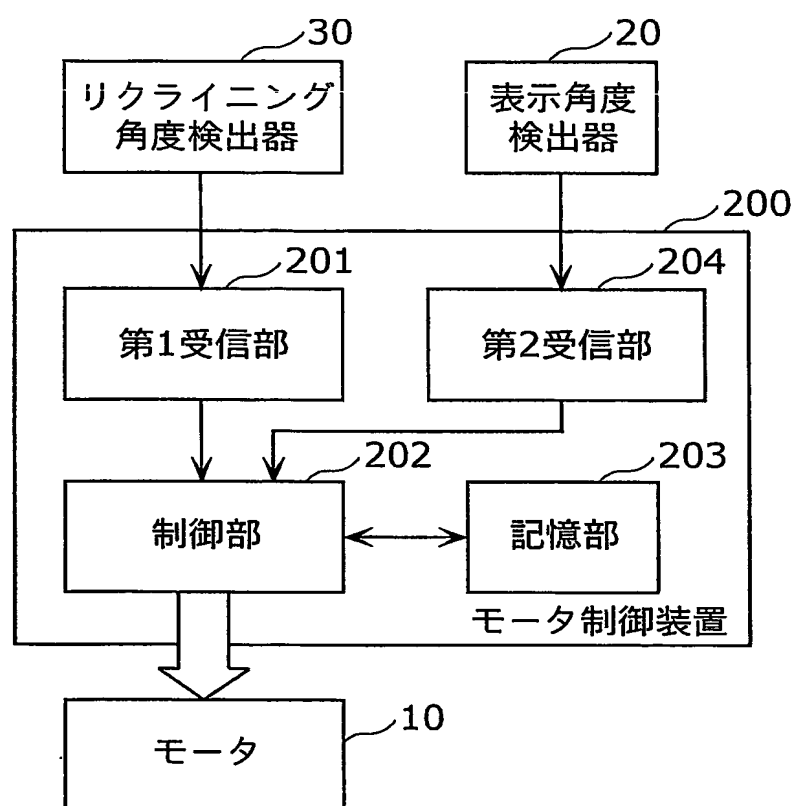 30
20
リクライニング
角度検出器
表示角度
検出器
200
201
204
第1受信部
第2受信部
202
203
制御部
記憶部
モータ制御装置
10
モータ